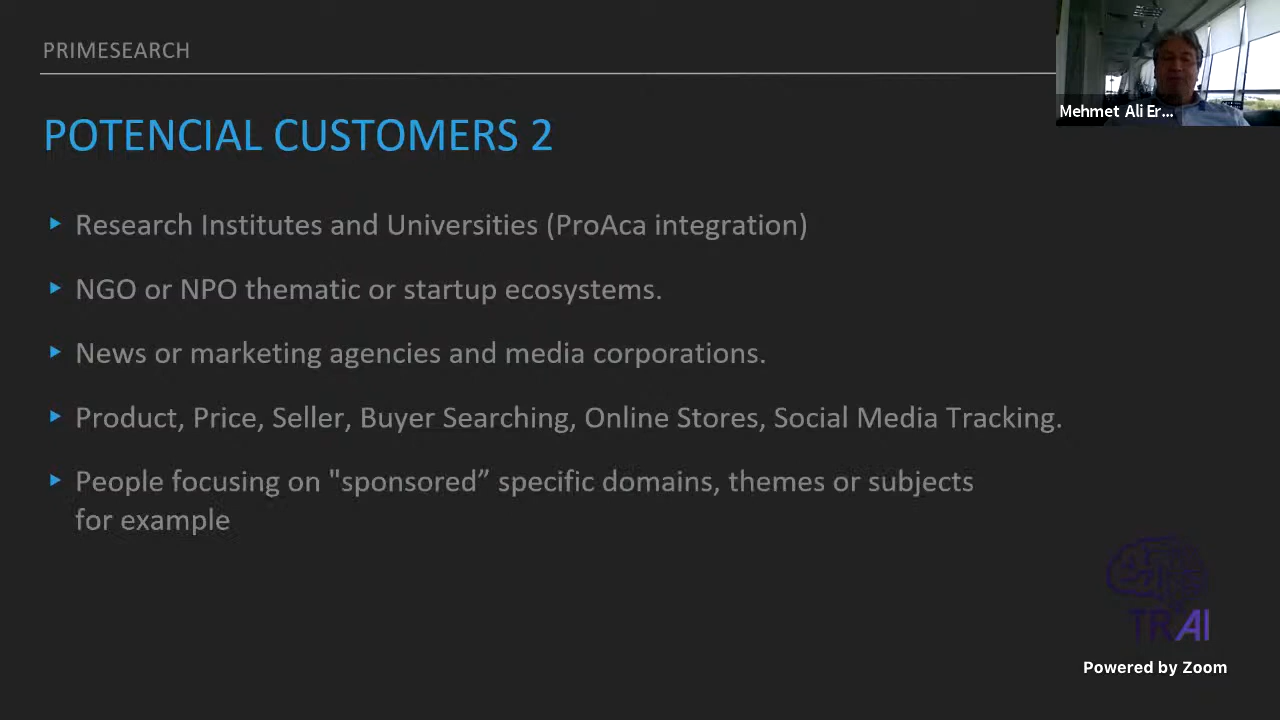 PRIMESEARCH
Mehmet Ali Er...
POTENCIAL CUSTOMERS 2
▸ Research Institutes and Universities (ProAca integration)
▸ NGO or NPO thematic or startup ecosystems.
▸ News or marketing agencies and media corporations.
▸ Product, Price, Seller, Buyer Searching, Online Stores, Social Media Tracking.
▸ People focusing on "sponsored” specific domains, themes or subjects
for example
TRAI
Powered by Zoom